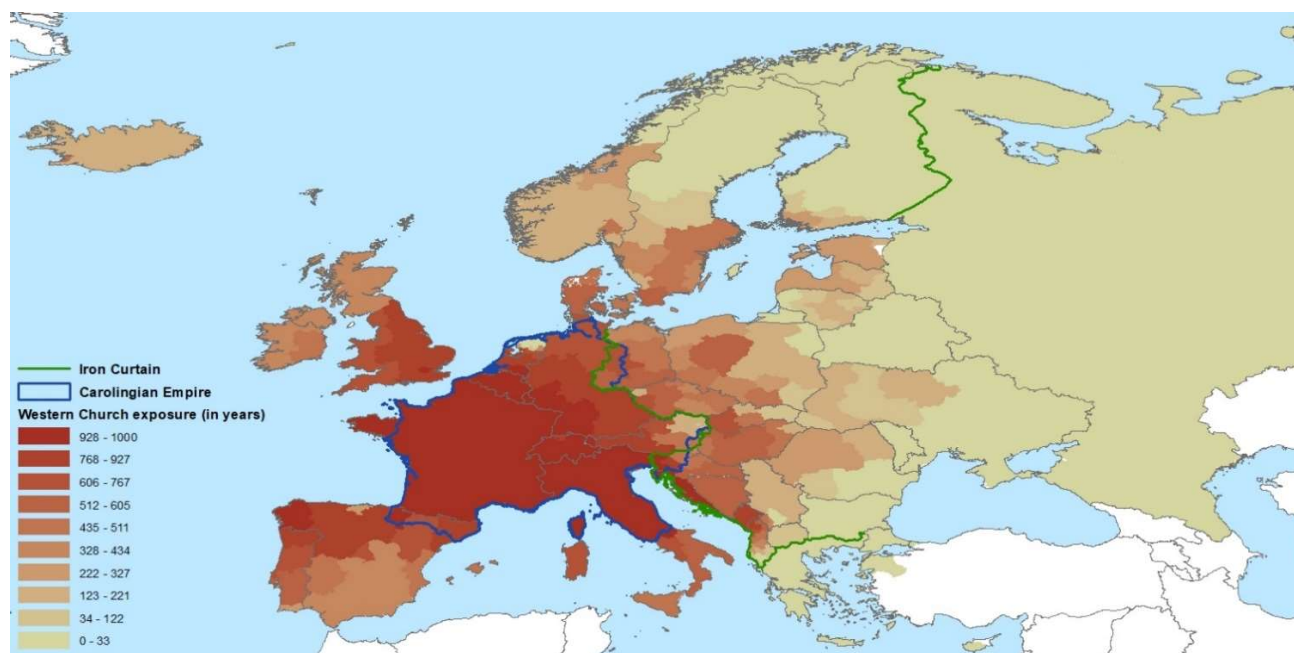 Iron Curtain
Carolingian Empire
Western Church exposure (in years)
928 - 1000
768 - 927
606 - 767
512 - 605
435 - 511
328 - 434
222 - 327
123 - 221
34 - 122
0 - 33